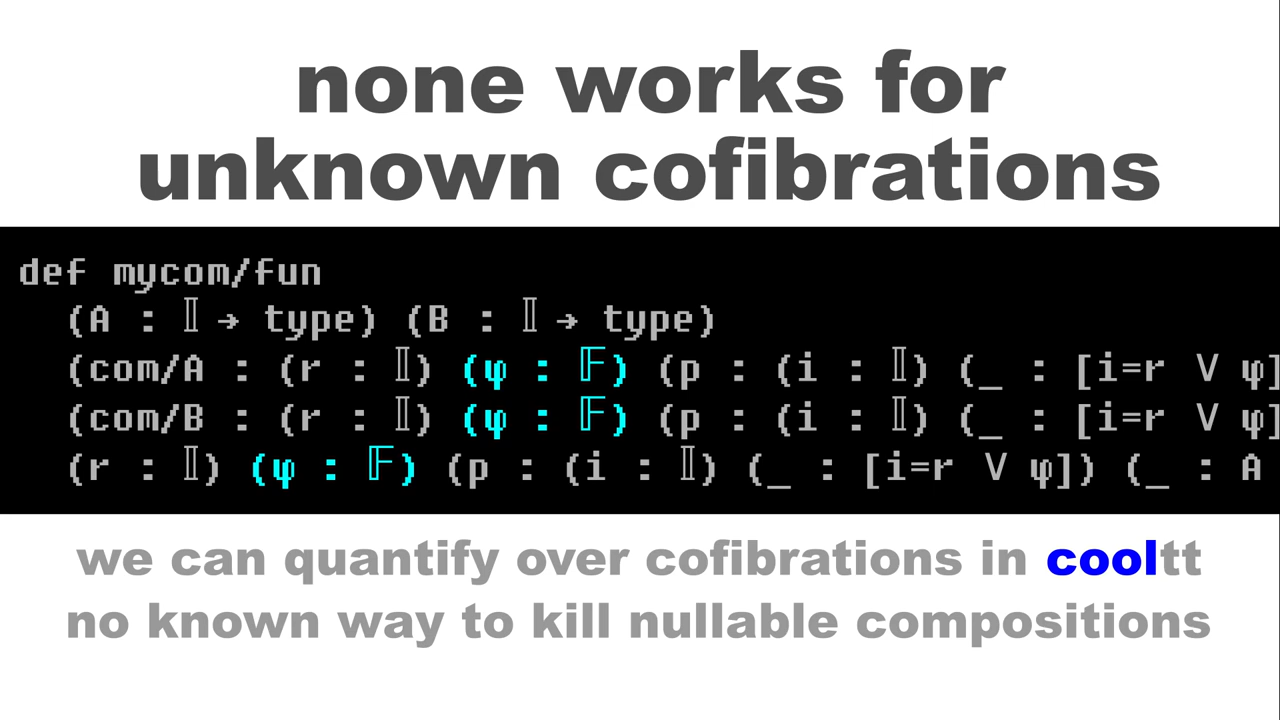 none works for
unknown cofibrations
def mycom/fun
(A : 𝕀 → type) (B : 𝕀 → type)
(com/A : (r : 𝕀) (φ : 𝔽) (p : (i : 𝕀) (_ : [i=r ∨ φ]
(com/B : (r : 𝕀) (φ : 𝔽) (p : (i : 𝕀) (_ : [i=r ∨ φ]
(r : 𝕀) (φ : 𝔽) (p : (i : 𝕀) (_ : [i=r ∨ φ]) (_ : A
we can quantify over cofibrations in cooltt
no known way to kill nullable compositions